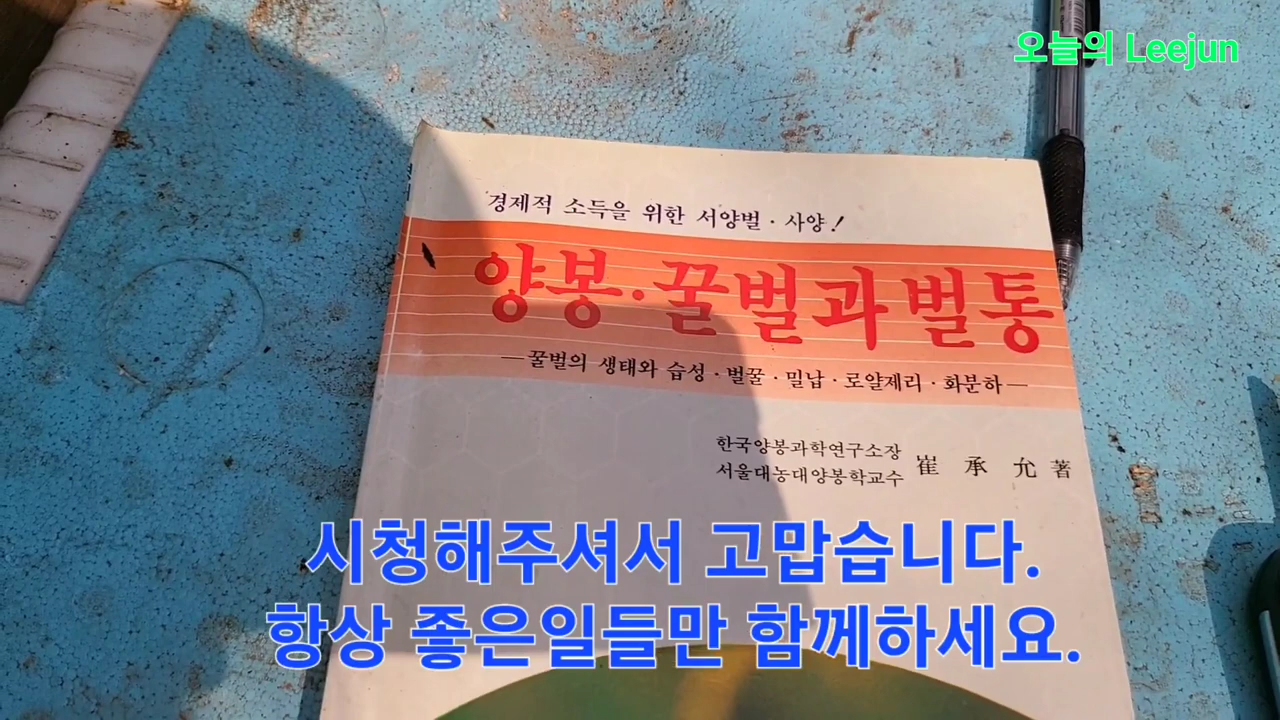 오늘의 Leejun
경제적 소득을 위한 서양벌·사양!
양봉·꿀벌과 벌통
—꿀벌의 생태와 습성·벌꿀·밀납·로얄제리·화분하—
한국양봉과학연구소장
서울대농대양봉학교수 崔承允 著
시청해주셔서 고맙습니다.
항상 좋은일들만 함께하세요.